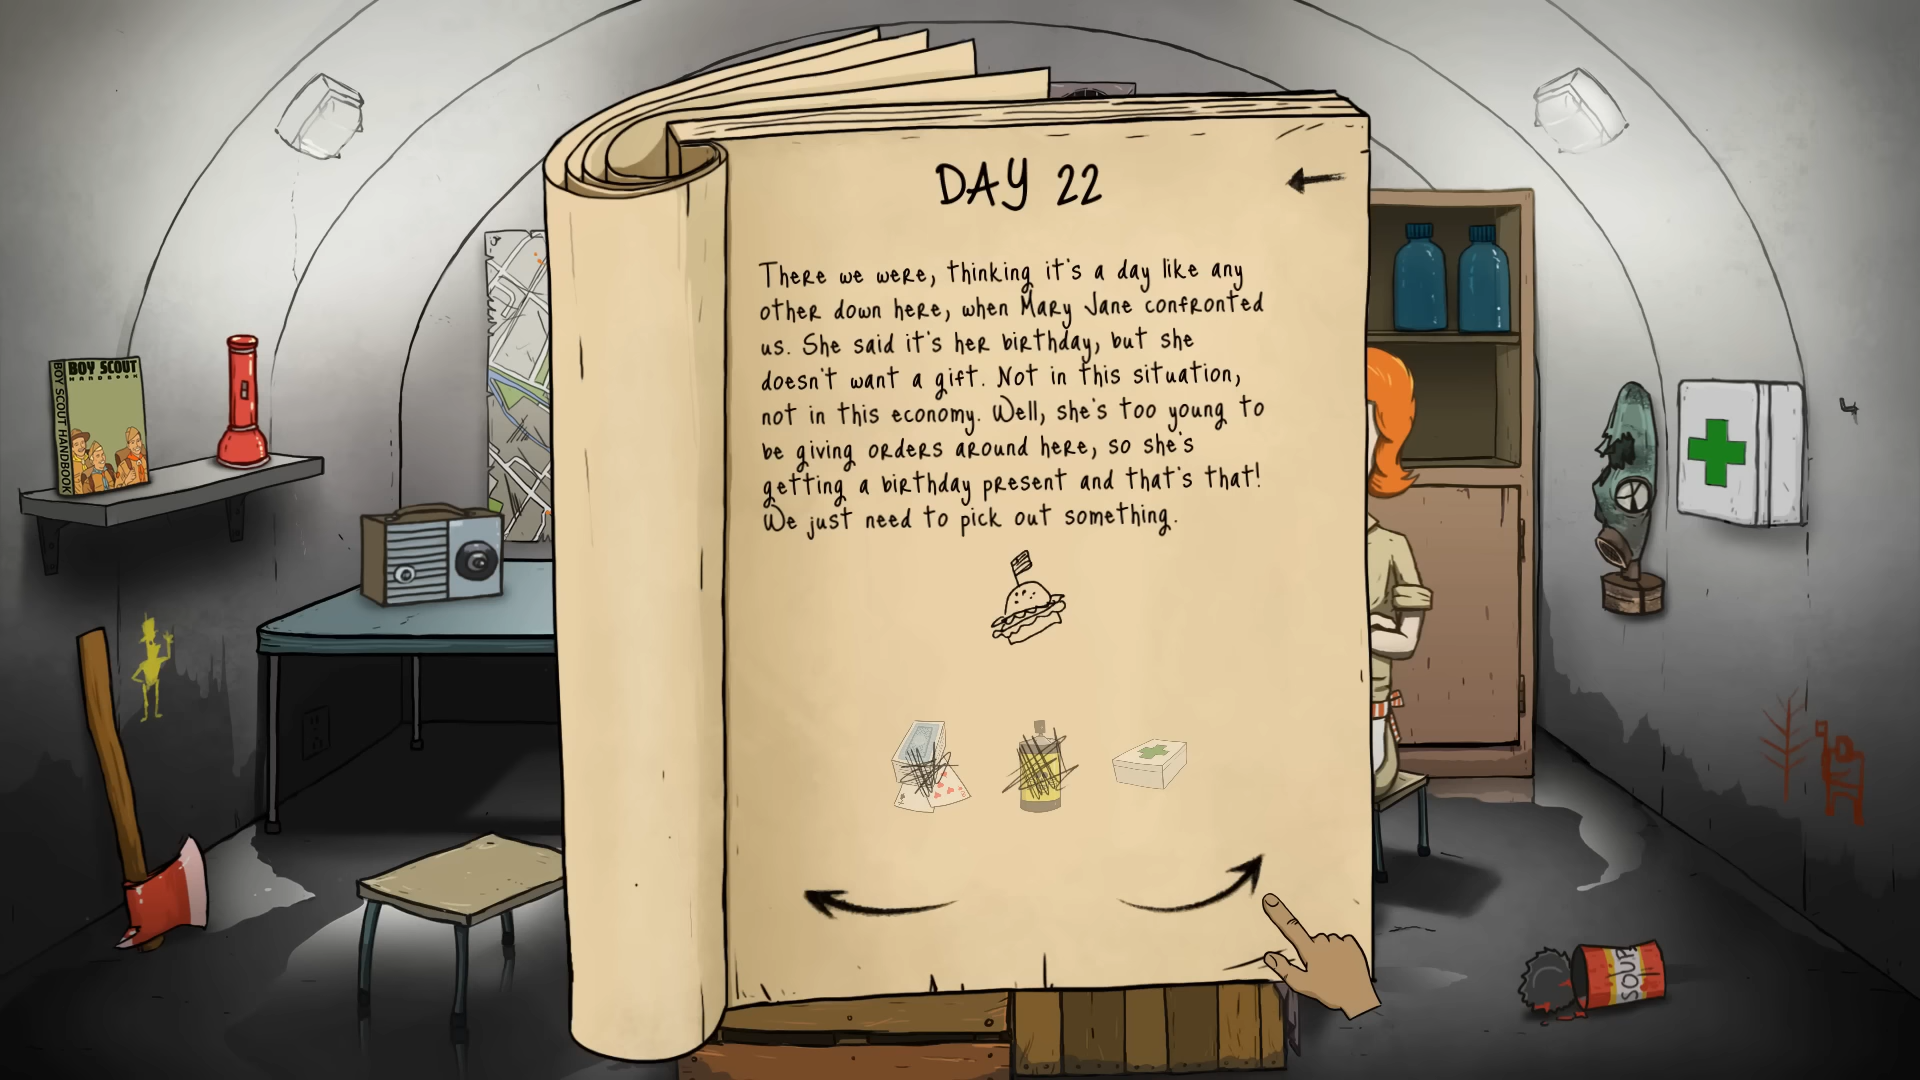 DAY 22
There we were, thinking it's a day like any
other down here, when Mary Jane confronted
us. She said it's her birthday, but she
doesn't want a gift. Not in this situation,
not in this economy. Well, she's too young to
be giving orders around here, so she's
getting a birthday present and that's that!
We just need to pick out something.
BOY SCOUT
HANDBOOK
BOY SCOUT HANDBOOK
SOUP